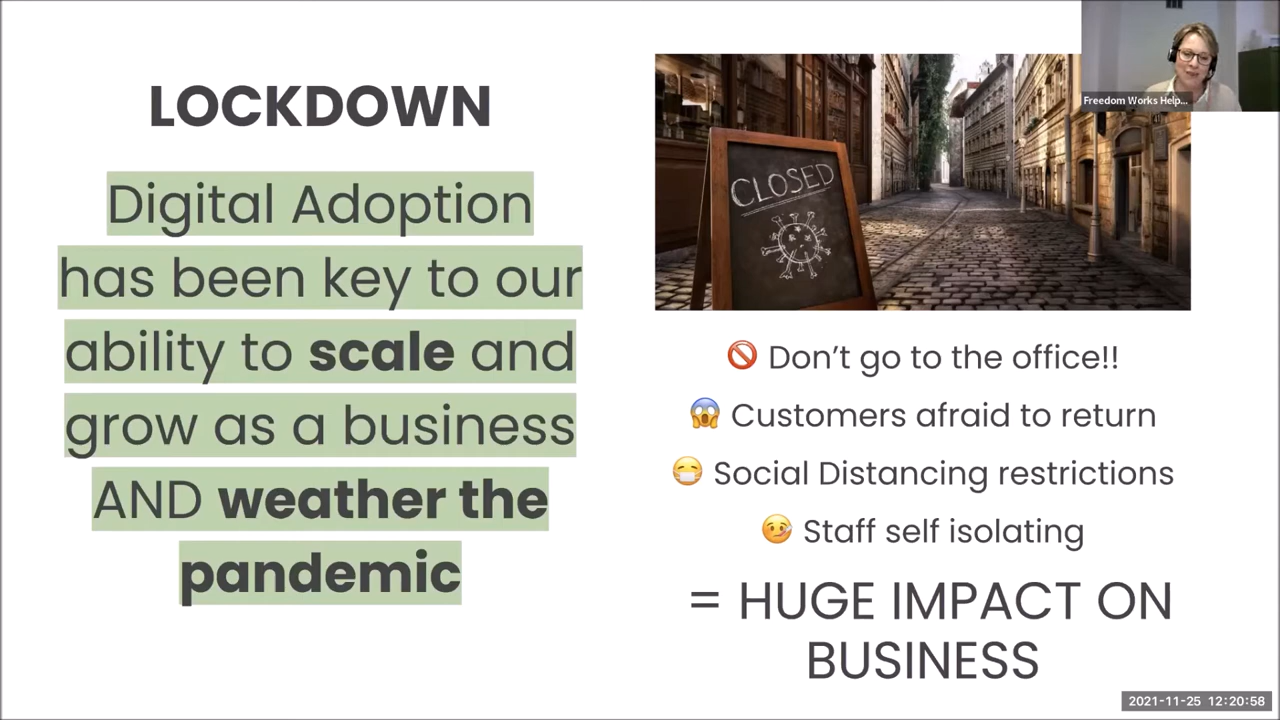 LOCKDOWN
Digital Adoption
has been key to our
ability to scale and
grow as a business
AND weather the
pandemic
CLOSED
Freedom Works Help...
🚫 Don’t go to the office!!
😱 Customers afraid to return
😷 Social Distancing restrictions
🤒 Staff self isolating
= HUGE IMPACT ON
BUSINESS
2021-11-25 12:20:58